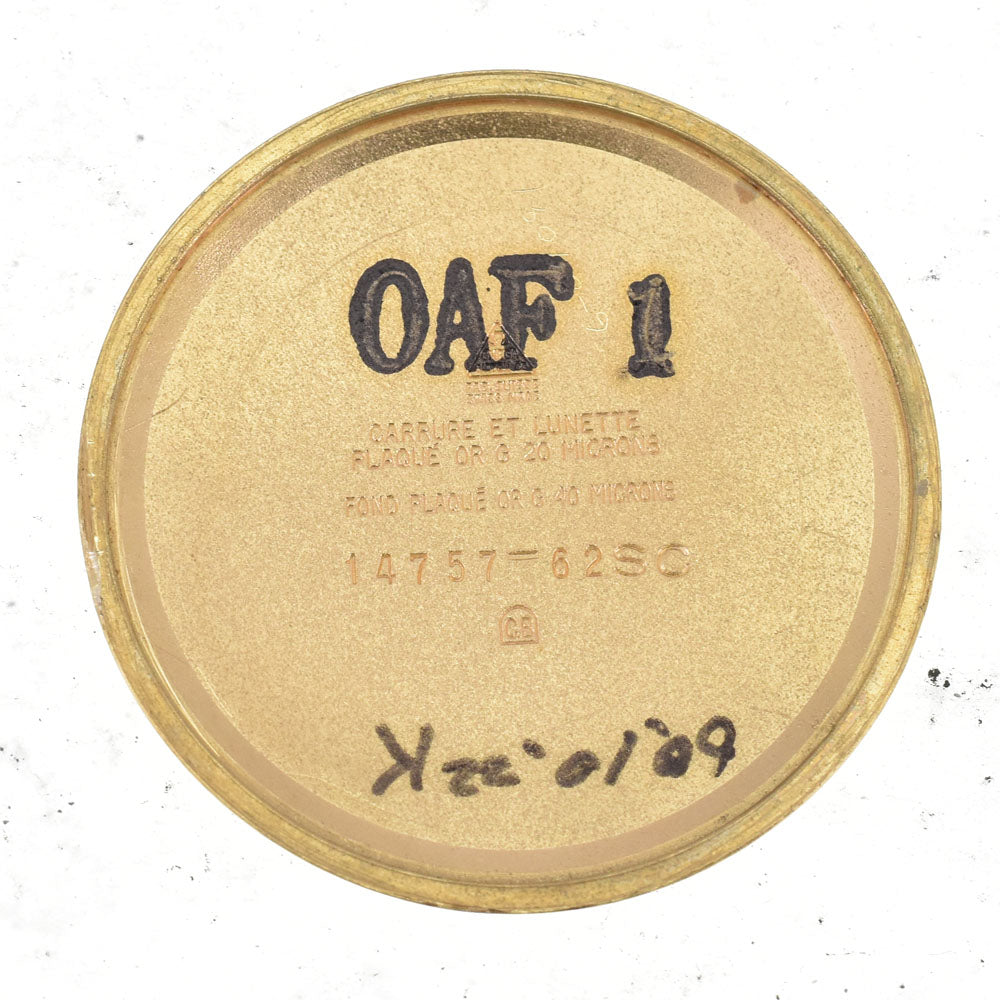 OAF 1
CARRURE ET LUNETTE
PLAQUÉ OR G 20 MICRONS
FOND PLAQUÉ OR G 40 MICRONS
14757-62SC